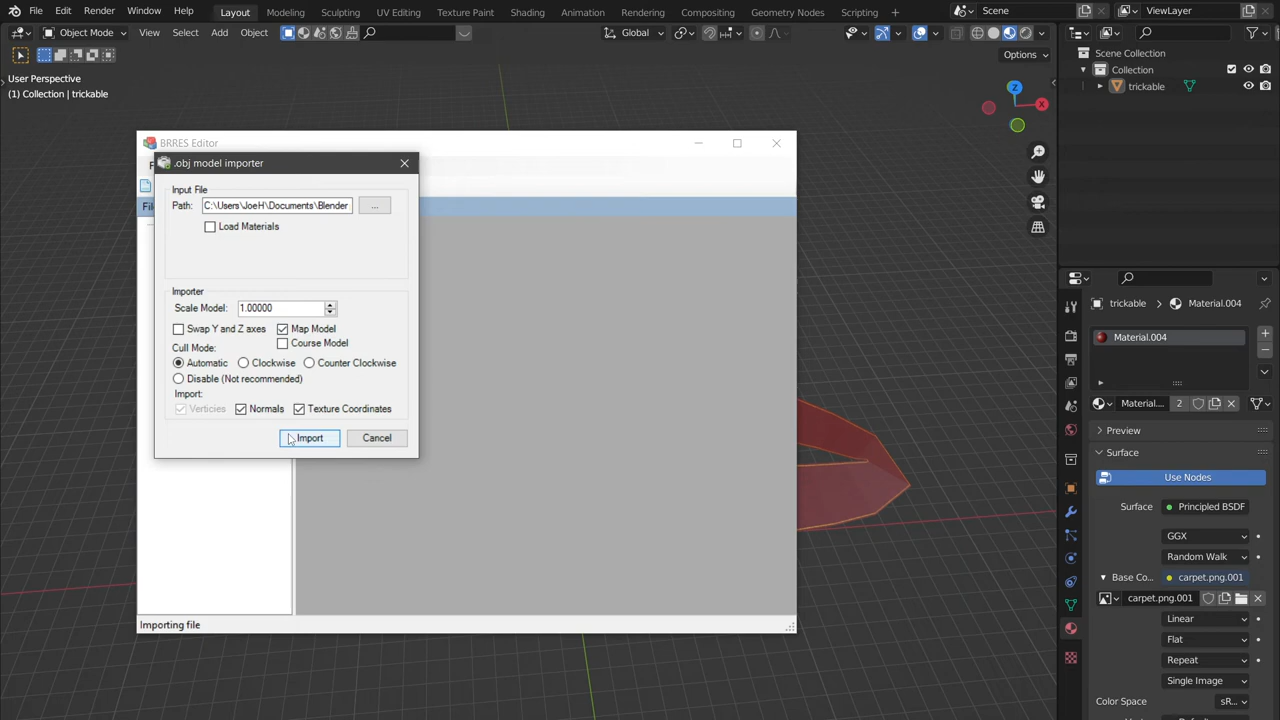 File Edit Render Window Help Layout Modeling Sculpting UV Editing Texture Paint Shading Animation Rendering Compositing Geometry Nodes Scripting + Scene ViewLayer
Object Mode View Select Add Object Global
Options
User Perspective
(1) Collection | trickable
Scene Collection
Collection
trickable
Z
X
BRRES Editor
.obj model importer
Input File
Path: C:\Users\JoeH\Documents\Blender ...
Load Materials
Importer
Scale Model: 1.00000
Swap Y and Z axes Map Model
Course Model
Cull Mode:
Automatic Clockwise Counter Clockwise
Disable (Not recommended)
Import:
Verticies Normals Texture Coordinates
Import Cancel
Importing file
trickable > Material.004
Material.004
Material.... 2
Preview
Surface
Use Nodes
Surface Principled BSDF
GGX
Random Walk
Base Co... carpet.png.001
carpet.png.001
Linear
Flat
Repeat
Single Image
Color Space sR...